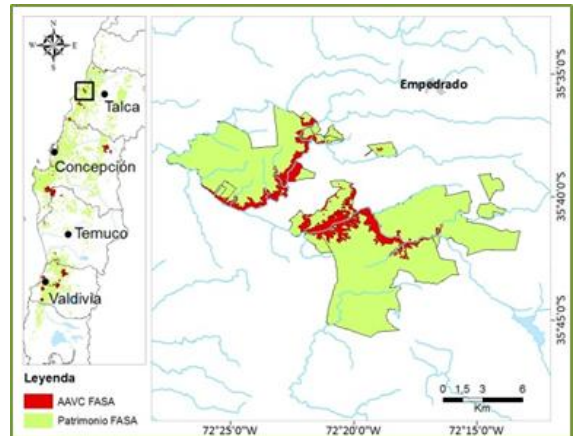 N
W E
S
Talca
Concepción
Temuco
Valdivia
Leyenda
AAVC FASA
Patrimonio FASA
Empedrado
35°35'0"S
35°40'0"S
35°45'0"S
0 1,5 3 6
Km
72°25'0"W
72°20'0"W
72°15'0"W